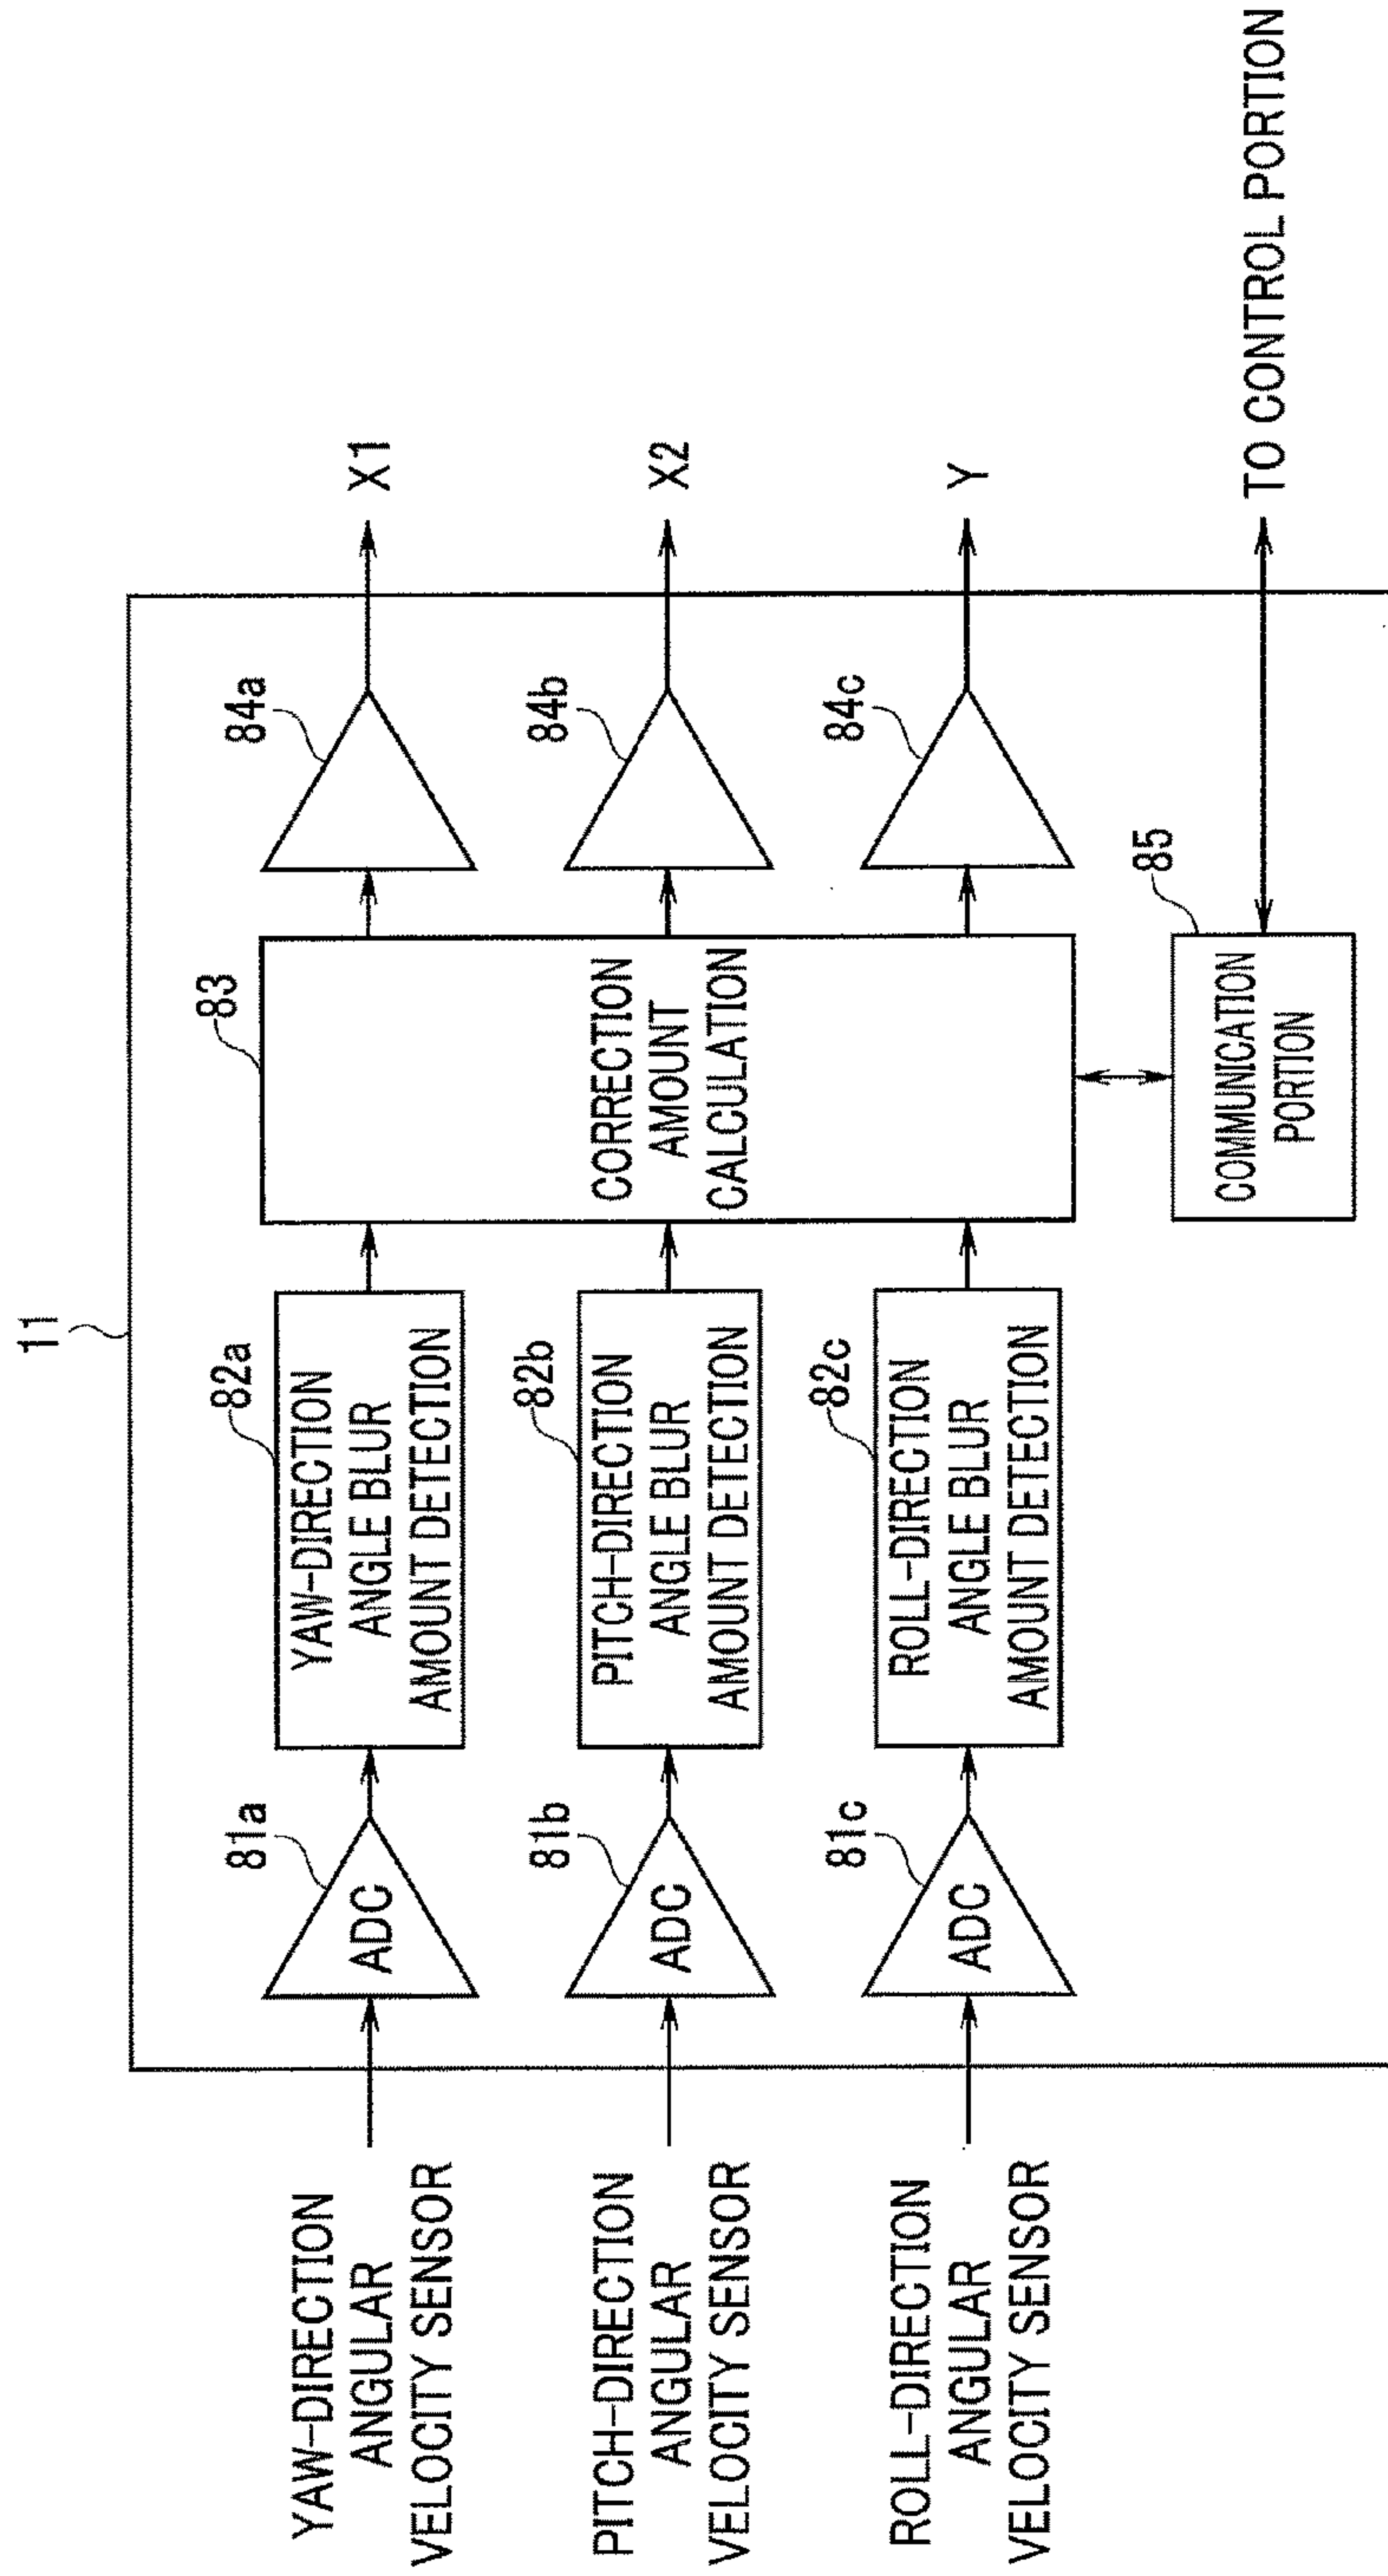 11
YAW-DIRECTION
ANGULAR
VELOCITY SENSOR
81a
ADC
82a
YAW-DIRECTION
ANGLE BLUR
AMOUNT DETECTION
83
CORRECTION
AMOUNT
CALCULATION
84a
X1
PITCH-DIRECTION
ANGULAR
VELOCITY SENSOR
81b
ADC
82b
PITCH-DIRECTION
ANGLE BLUR
AMOUNT DETECTION
84b
X2
ROLL-DIRECTION
ANGULAR
VELOCITY SENSOR
81c
ADC
82c
ROLL-DIRECTION
ANGLE BLUR
AMOUNT DETECTION
84c
Y
85
COMMUNICATION
PORTION
TO CONTROL PORTION